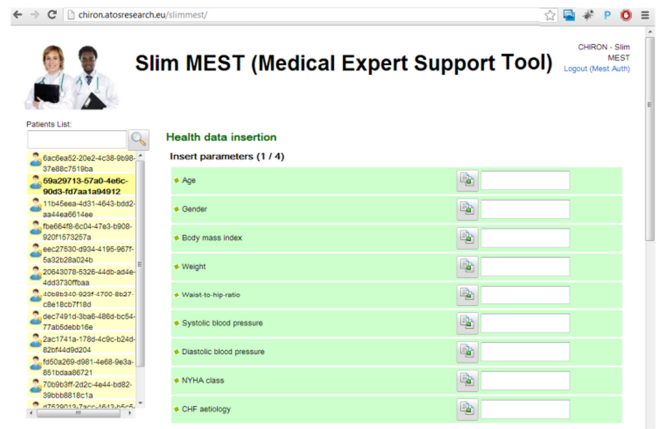 chiron.atosresearch.eu/slimmest/
Slim MEST (Medical Expert Support Tool)
CHIRON - Slim
MEST
Logout (Mest Auth)
Patients List:
6ac6ea52-20e2-4c38-9b98-
37e88c7519ba
59a29713-57a0-4e6c-
90d3-fd7aa1a94912
11b45eea-4d31-4643-bdd2-
aa44ea6614ee
fbe664f8-6c04-47e3-b908-
920f1573257a
eec27530-d934-4195-967f-
5a32b28a024b
20643078-5326-44db-ad4e-
4dd3730ffbaa
40b8b340-923f-4700-8b27-
c8e18cb7f18d
dec7491d-3ba6-486d-bc54-
77ab5debb16e
2ac1741a-178d-4c9c-b24d-
82bf44d9d204
fd50a269-d981-4e68-9e3a-
851bdaa86721
70b9b3ff-2d2c-4e44-bd82-
39bbb8818c1a
Health data insertion
Insert parameters (1 / 4)
Age
Gender
Body mass index
Weight
Waist-to-hip-ratio
Systolic blood pressure
Diastolic blood pressure
NYHA class
CHF aetiology